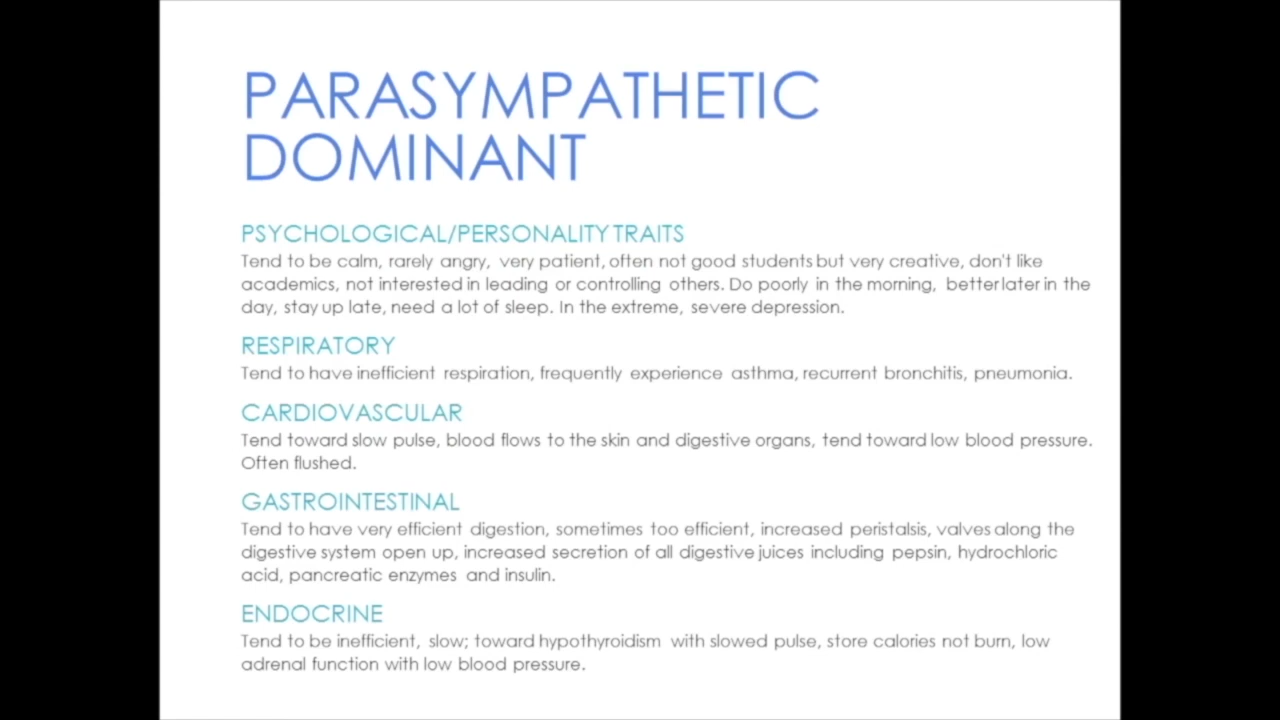 PARASYMPATHETIC
DOMINANT
PSYCHOLOGICAL/PERSONALITY TRAITS
Tend to be calm, rarely angry, very patient, often not good students but very creative, don't like
academics, not interested in leading or controlling others. Do poorly in the morning, better later in the
day, stay up late, need a lot of sleep. In the extreme, severe depression.
RESPIRATORY
Tend to have inefficient respiration, frequently experience asthma, recurrent bronchitis, pneumonia.
CARDIOVASCULAR
Tend toward slow pulse, blood flows to the skin and digestive organs, tend toward low blood pressure.
Often flushed.
GASTROINTESTINAL
Tend to have very efficient digestion, sometimes too efficient, increased peristalsis, valves along the
digestive system open up, increased secretion of all digestive juices including pepsin, hydrochloric
acid, pancreatic enzymes and insulin.
ENDOCRINE
Tend to be inefficient, slow; toward hypothyroidism with slowed pulse, store calories not burn, low
adrenal function with low blood pressure.